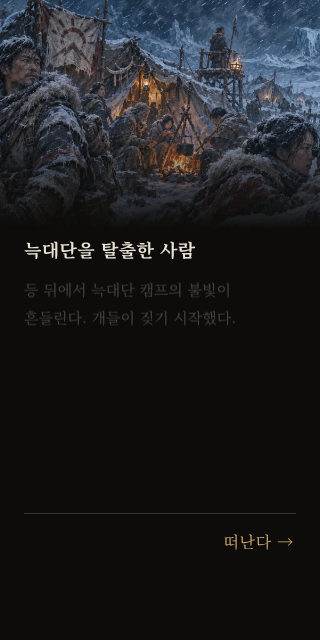 늑대단을 탈출한 사람
등 뒤에서 늑대단 캠프의 불빛이
흔들린다. 개들이 짖기 시작했다.
떠난다 →